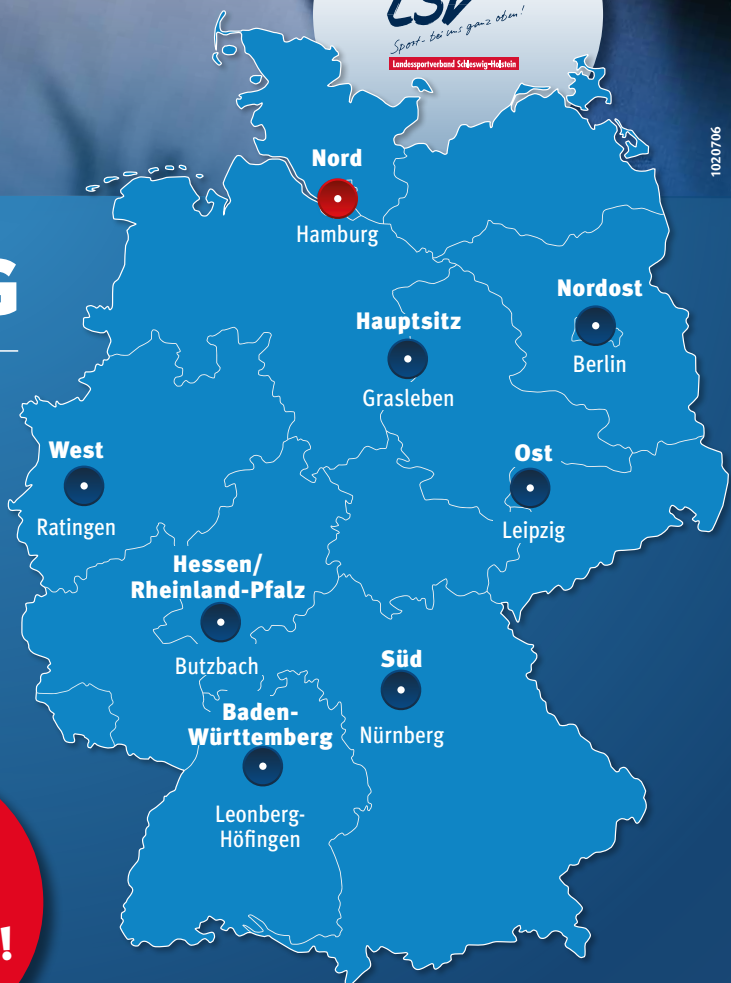 LSV
Sport - bei uns ganz oben!
Landessportverband Schleswig-Holstein
1020706
Nord
Hamburg
G
Nordost
Berlin
Hauptsitz
Grasleben
West
Ratingen
Ost
Leipzig
Hessen/
Rheinland-Pfalz
Butzbach
Süd
Nürnberg
Baden-
Württemberg
Leonberg-
Höfingen
!